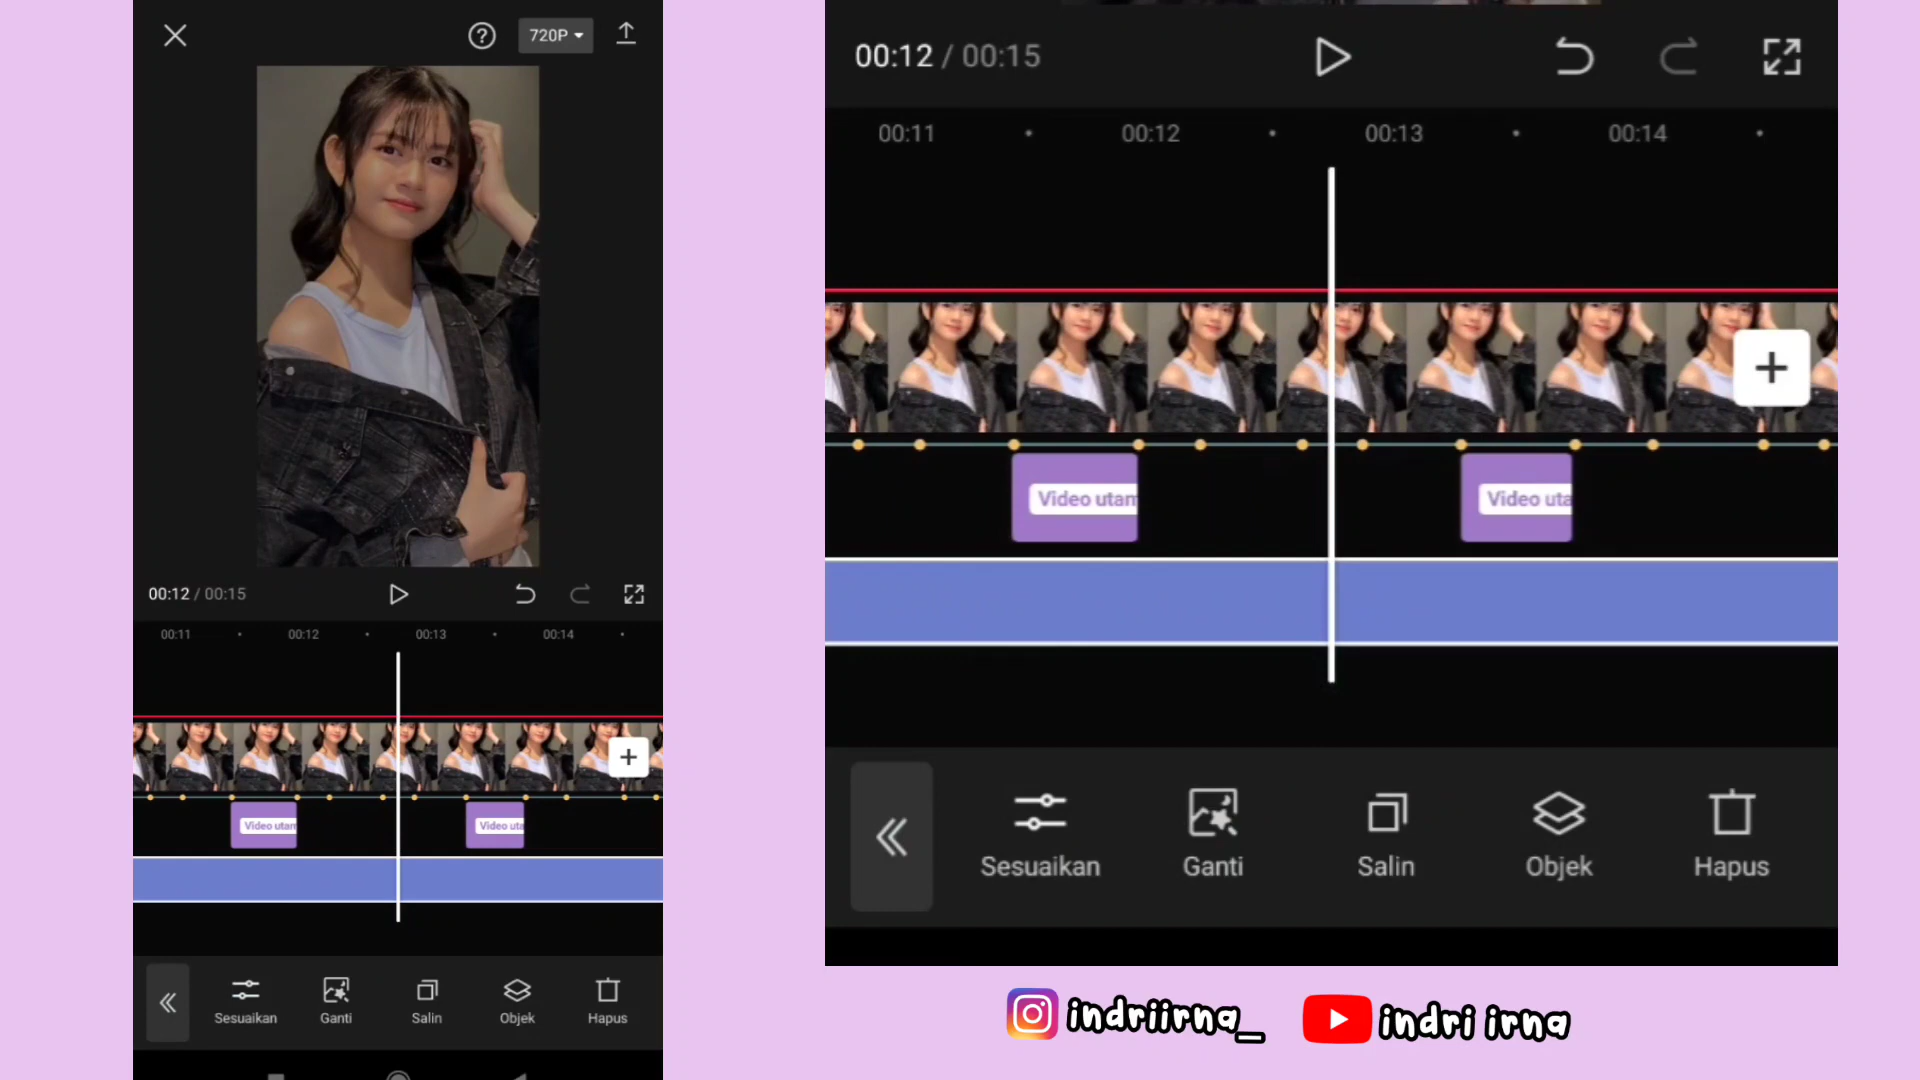 720P
00:12 / 00:15
00:11 00:12 00:13 00:14
Video utam
Video uta
Sesuaikan Ganti Salin Objek Hapus
00:12 / 00:15
00:11 00:12 00:13 00:14
Video utam
Video uta
Sesuaikan Ganti Salin Objek Hapus
indriirna_ indri irna